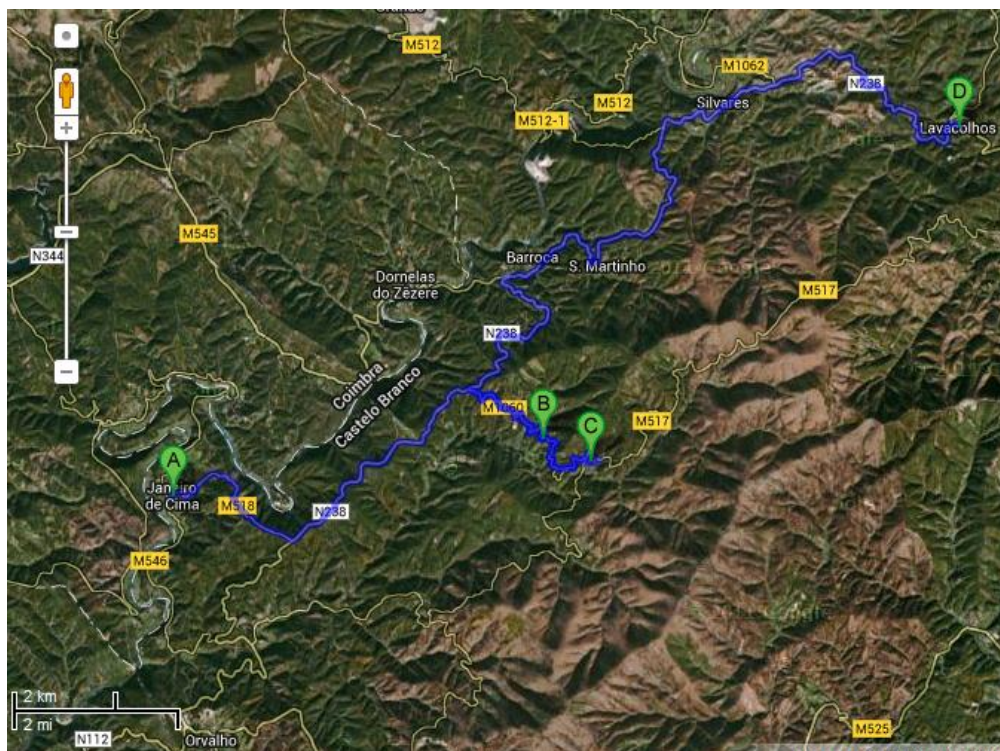 M512
M1062
N238
D
M512
Silvares
M512-1
Lavacolhos
M545
N344
Barroca
S. Martinho
Dornelas
do Zêzere
M517
N238
Coimbra
Castelo Branco
B
M1060
C
M517
A
Janeiro
de Cima
M518
N238
M546
2 km
2 mi
N112
Orvalho
M525